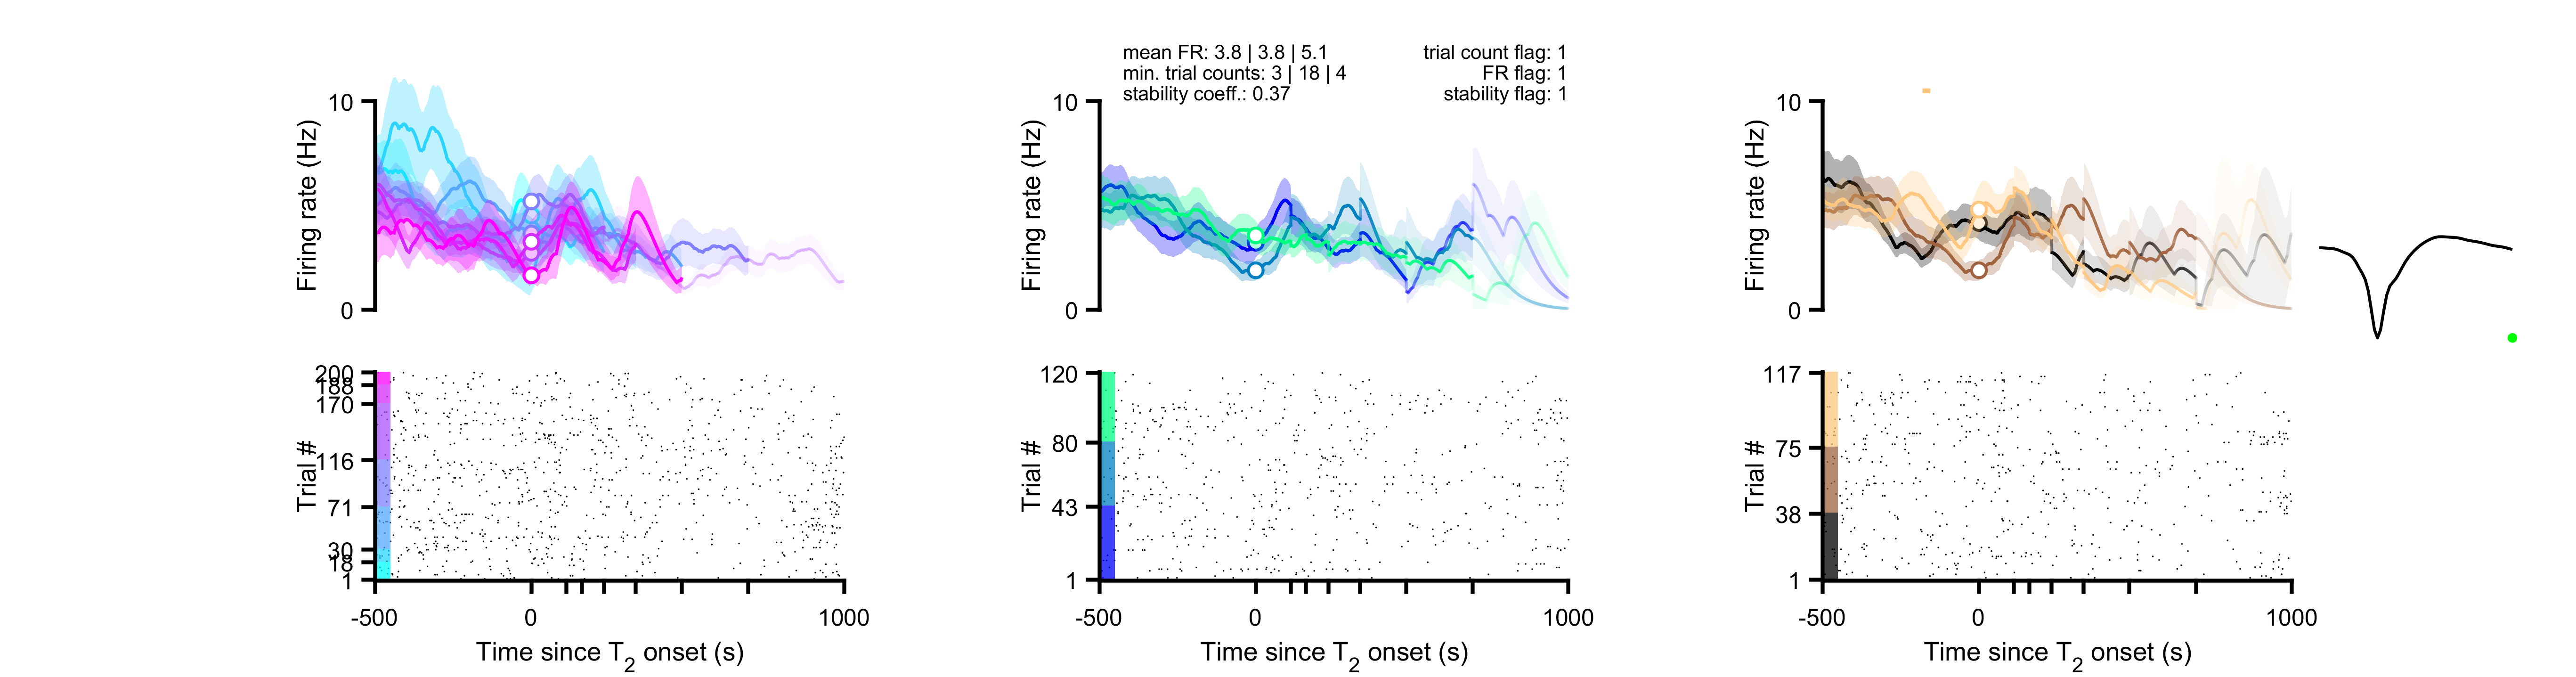 mean FR: 3.8 | 3.8 | 5.1
min. trial counts: 3 | 18 | 4
stability coeff.: 0.37
trial count flag: 1
FR flag: 1
stability flag: 1
Firing rate (Hz)
10
0
Firing rate (Hz)
10
0
Firing rate (Hz)
10
0
Trial #
200
188
170
116
71
30
18
1
-500
0
1000
Time since T2 onset (s)
Trial #
120
80
43
1
-500
0
1000
Time since T2 onset (s)
Trial #
117
75
38
1
-500
0
1000
Time since T2 onset (s)